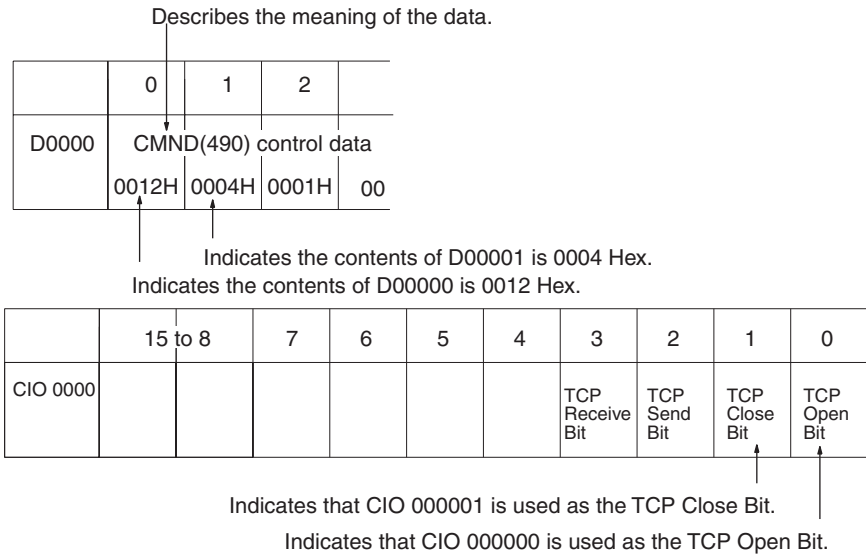 Describes the meaning of the data.
0 1 2
D0000 CMND(490) control data
0012H 0004H 0001H 00
Indicates the contents of D00001 is 0004 Hex.
Indicates the contents of D00000 is 0012 Hex.
15 to 8 7 6 5 4 3 2 1 0
CIO 0000
TCP Receive Bit
TCP Send Bit
TCP Close Bit
TCP Open Bit
Indicates that CIO 000001 is used as the TCP Close Bit.
Indicates that CIO 000000 is used as the TCP Open Bit.